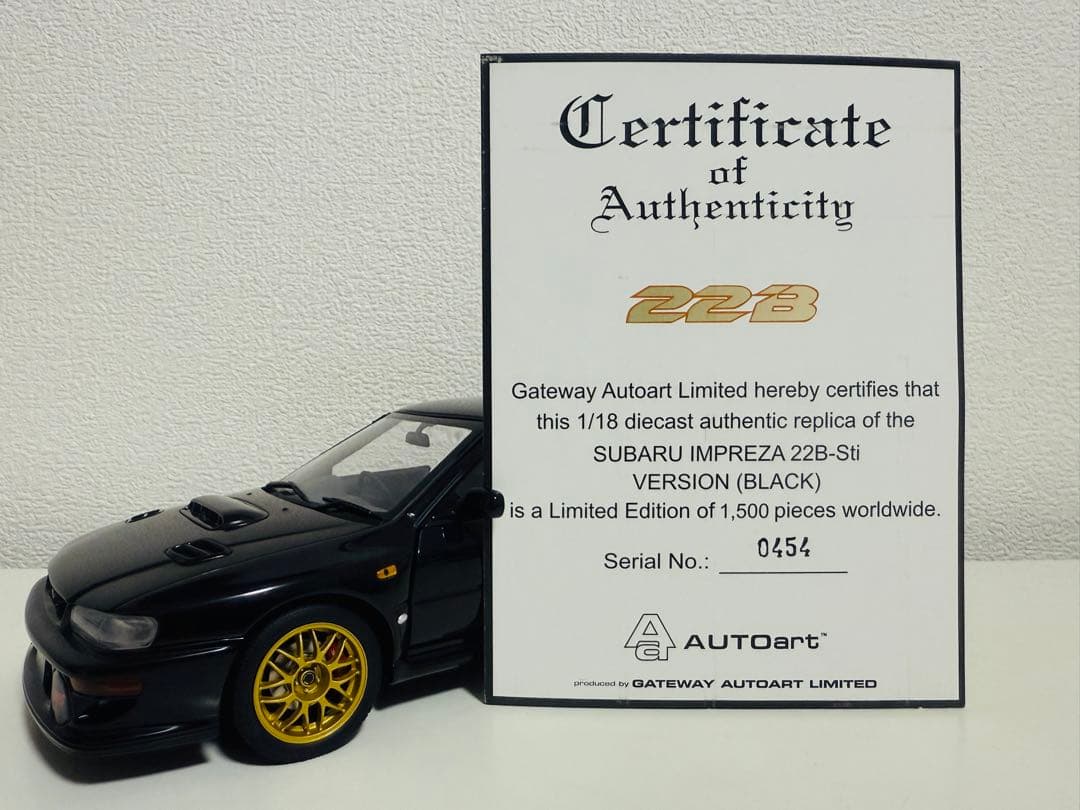 Certificate
of
Authenticity
22B
Gateway Autoart Limited hereby certifies that
this 1/18 diecast authentic replica of the
SUBARU IMPREZA 22B-Sti
VERSION (BLACK)
is a Limited Edition of 1,500 pieces worldwide.
Serial No.: 0454
Aa AUTOart™
produced by GATEWAY AUTOART LIMITED